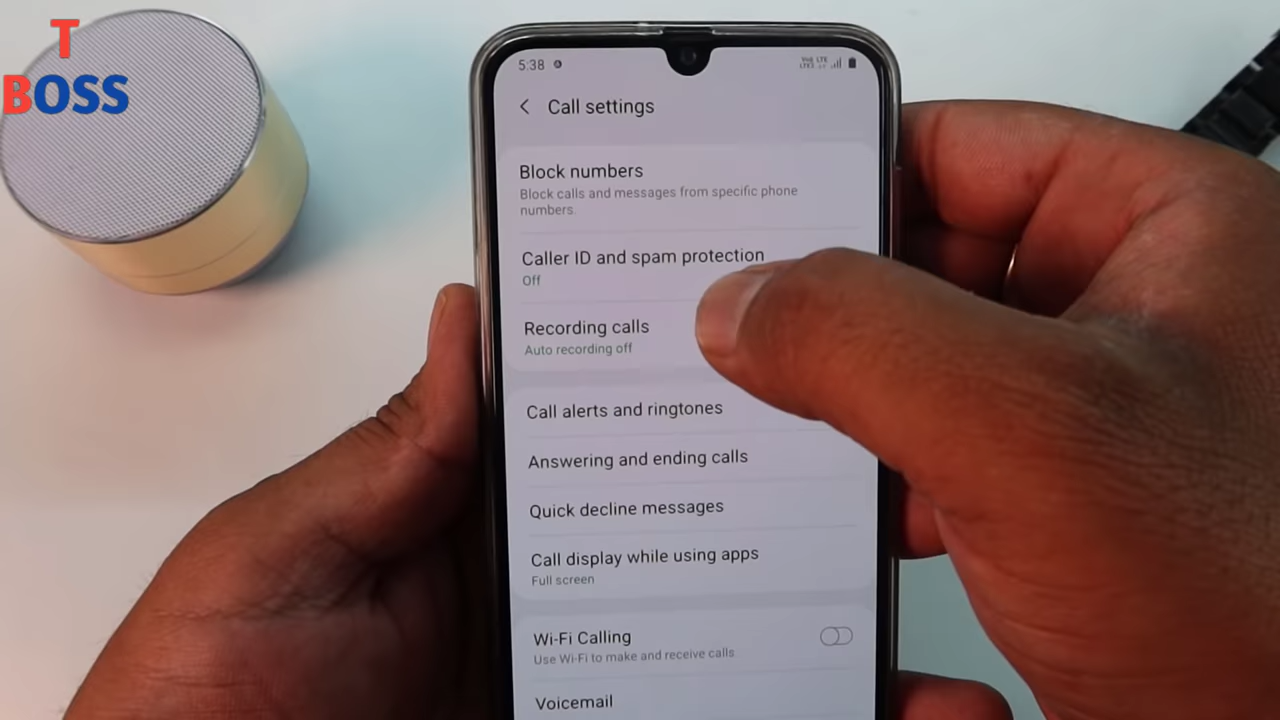 T
BOSS
5:38
Call settings
Block numbers
Block calls and messages from specific phone
numbers.
Caller ID and spam protection
Off
Recording calls
Auto recording off
Call alerts and ringtones
Answering and ending calls
Quick decline messages
Call display while using apps
Full screen
Wi-Fi Calling
Use Wi-Fi to make and receive calls
Voicemail